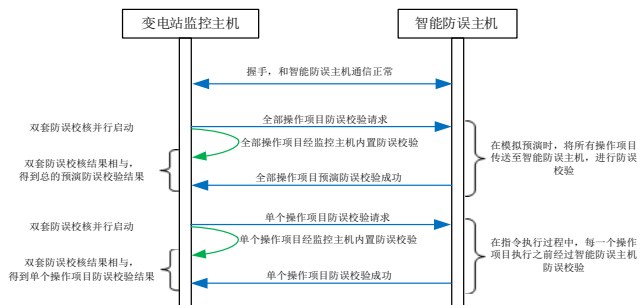 变电站监控主机
智能防误主机
握手，和智能防误主机通信正常
双套防误校核并行启动
全部操作项目防误校验请求
全部操作项目经监控主机内置防误校验
双套防误校核结果相与，
得到总的预演防误校验结果
全部操作项目预演防误校验成功
在模拟预演时，将所有操作项目
传送至智能防误主机，进行防误
校验
双套防误校核并行启动
单个操作项目防误校验请求
单个操作项目经监控主机内置防误校验
双套防误校核结果相与，
得到单个操作项目防误校验结果
单个操作项目防误校验成功
在指令执行过程中，每一个操作
项目执行之前经过智能防误主机
防误校验